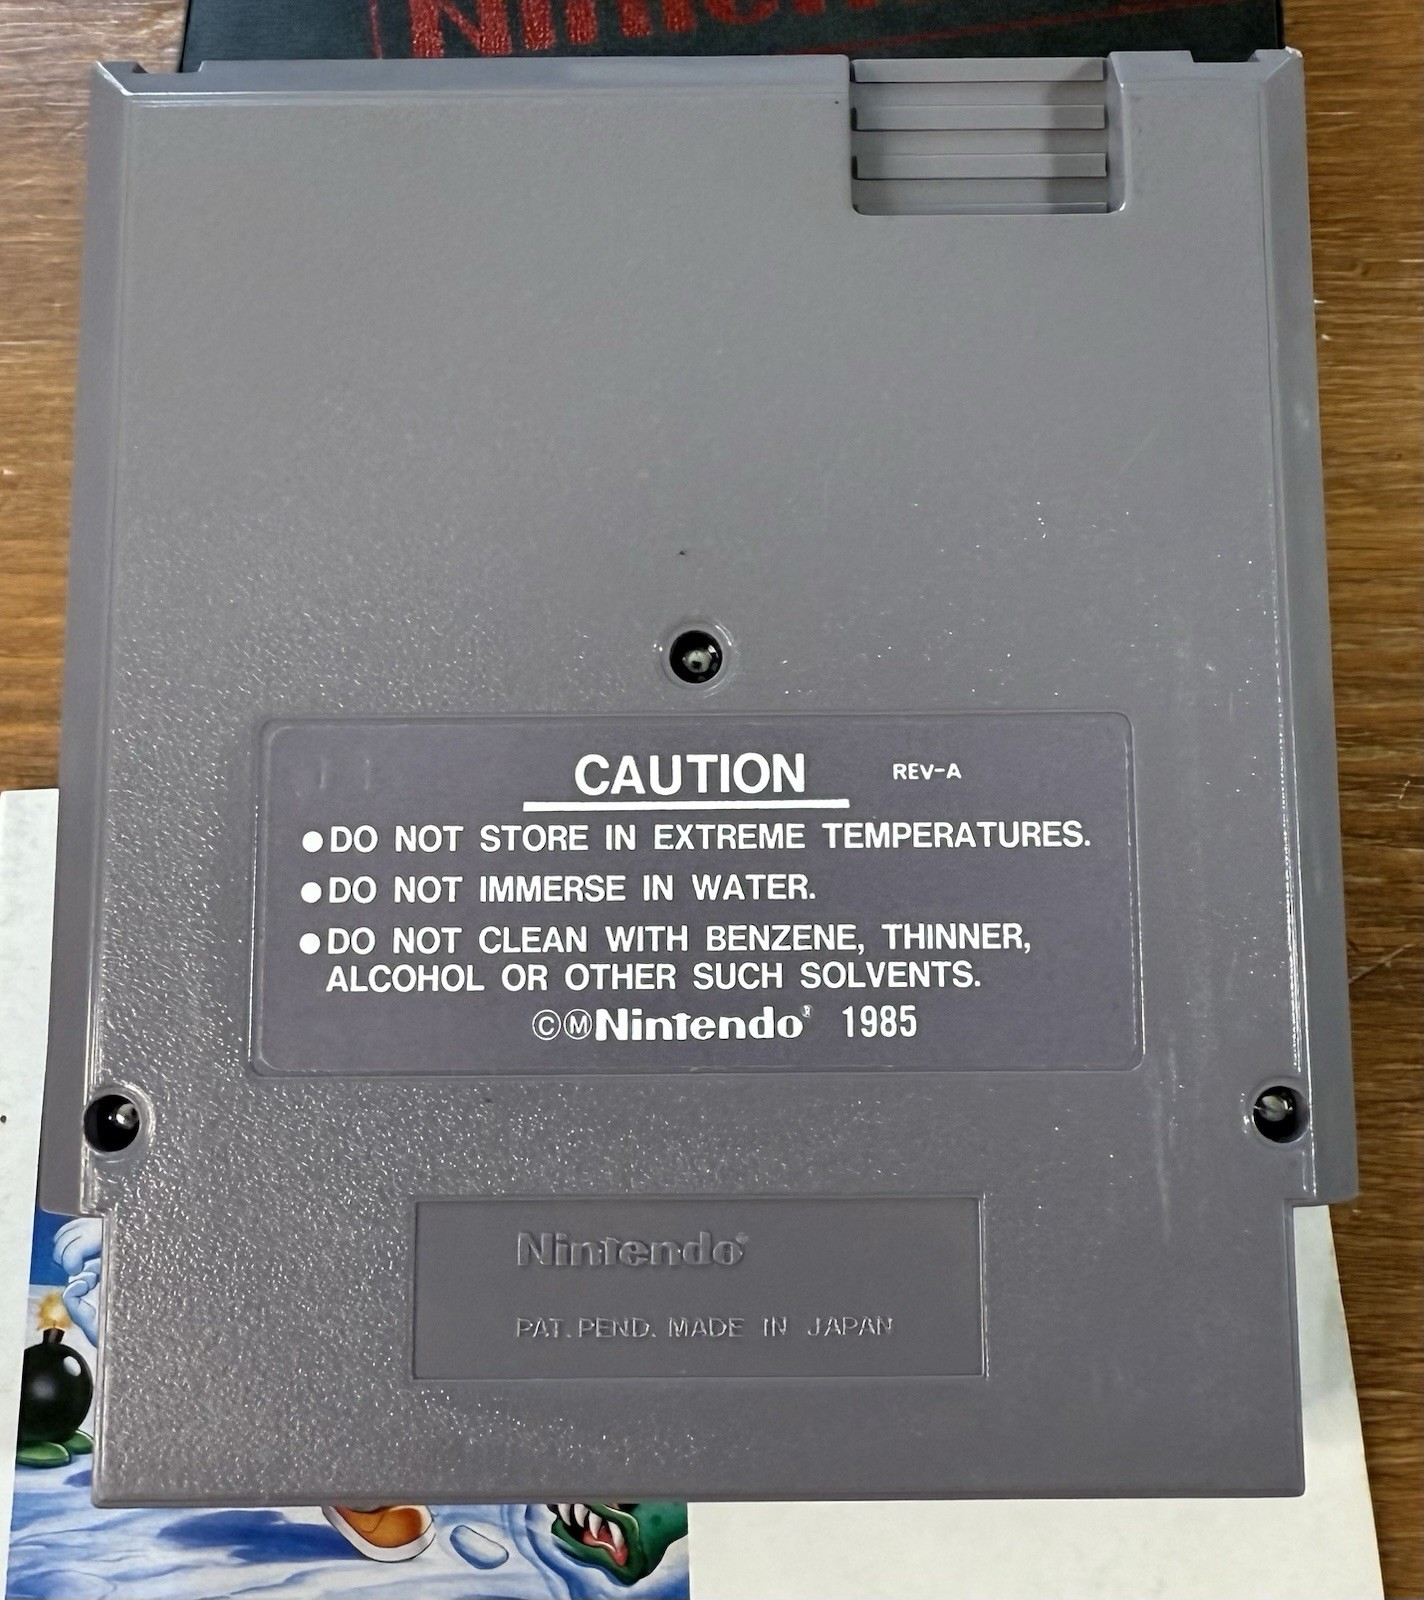 Nintendo
CAUTION REV-A
●DO NOT STORE IN EXTREME TEMPERATURES.
●DO NOT IMMERSE IN WATER.
●DO NOT CLEAN WITH BENZENE, THINNER,
ALCOHOL OR OTHER SUCH SOLVENTS.
©ⓂNintendo® 1985
Nintendo®
PAT. PEND. MADE IN JAPAN